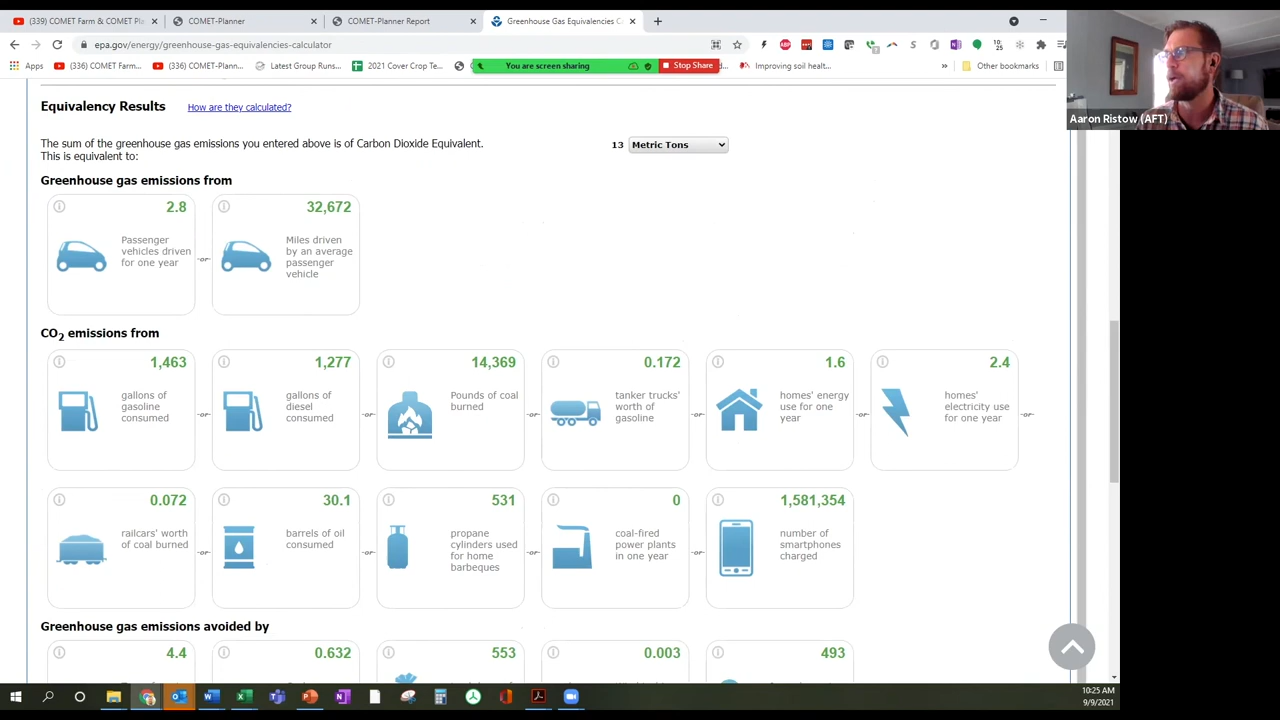 (339) COMET Farm & COMET Pla
COMET-Planner
COMET-Planner Report
Greenhouse Gas Equivalencies C
epa.gov/energy/greenhouse-gas-equivalencies-calculator
Apps
(336) COMET Farm...
(336) COMET-Plann...
Latest Group Runs...
2021 Cover Crop Te...
You are screen sharing
Stop Share
d...
Improving soil healt...
»
Other bookmarks
Aaron Ristow (AFT)
Equivalency Results
How are they calculated?
The sum of the greenhouse gas emissions you entered above is of Carbon Dioxide Equivalent.
This is equivalent to:
13
Metric Tons
Greenhouse gas emissions from
2.8
Passenger
vehicles driven
for one year
-or-
32,672
Miles driven
by an average
passenger
vehicle
CO2 emissions from
1,463
gallons of
gasoline
consumed
-or-
1,277
gallons of
diesel
consumed
-or-
14,369
Pounds of coal
burned
-or-
0.172
tanker trucks'
worth of
gasoline
-or-
1.6
homes' energy
use for one
year
-or-
2.4
homes'
electricity use
for one year
-or-
0.072
railcars' worth
of coal burned
-or-
30.1
barrels of oil
consumed
-or-
531
propane
cylinders used
for home
barbeques
-or-
0
coal-fired
power plants
in one year
-or-
1,581,354
number of
smartphones
charged
Greenhouse gas emissions avoided by
4.4
0.632
553
0.003
493
10:25 AM
9/9/2021